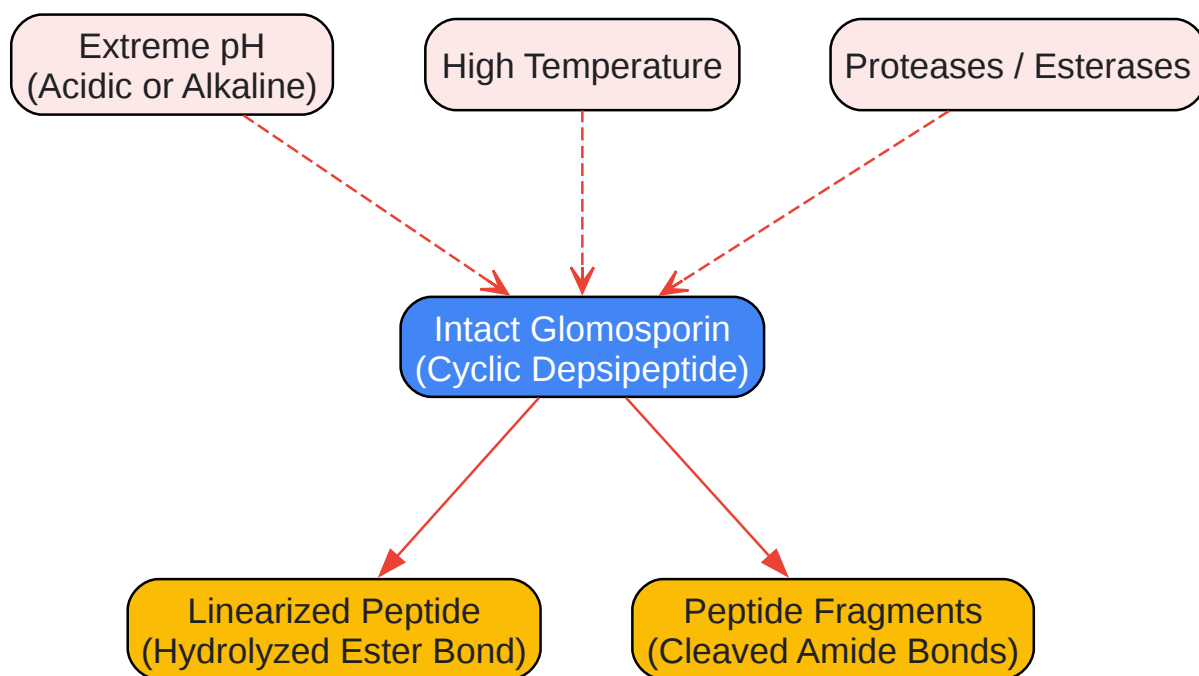 Extreme pH
(Acidic or Alkaline)
High Temperature
Proteases / Esterases
Intact Glomosporin
(Cyclic Depsipeptide)
Linearized Peptide
(Hydrolyzed Ester Bond)
Peptide Fragments
(Cleaved Amide Bonds)